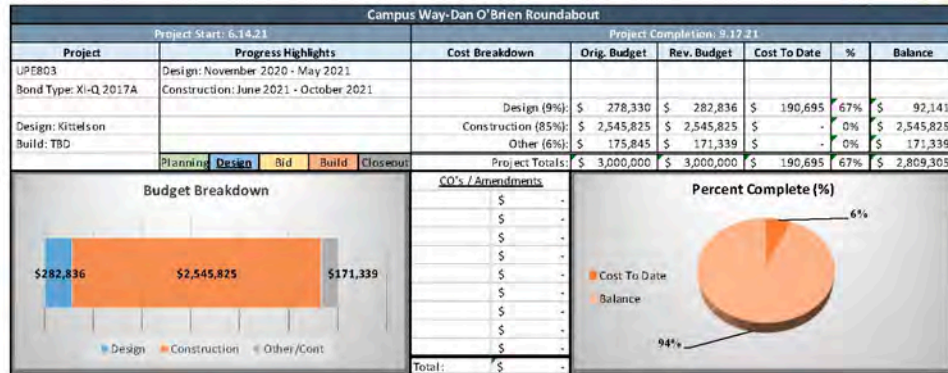 Campus Way-Dan O'Brien Roundabout
Project Start: 6.14.21 Project Completion: 9.17.21
Project Progress Highlights Cost Breakdown Orig. Budget Rev. Budget Cost To Date % Balance
UPE803 Design: November 2020 - May 2021
Bond Type: XI-Q 2017A Construction: June 2021 - October 2021
Design (9%): $ 278,330 $ 282,836 $ 190,695 67% $ 92,141
Design: Kittelson Construction (85%): $ 2,545,825 $ 2,545,825 $ - 0% $ 2,545,825
Build: TBD Other (6%): $ 175,845 $ 171,339 $ - 0% $ 171,339
Planning Design Bid Build Closeout Project Totals: $ 3,000,000 $ 3,000,000 $ 190,695 67% $ 2,809,305
Budget Breakdown
$282,836 $2,545,825 $171,339
Design Construction Other/Cont
CO's / Amendments
$ -
$ -
$ -
$ -
$ -
$ -
$ -
$ -
$ -
Total: $ -
Percent Complete (%)
6%
Cost To Date
Balance
94%